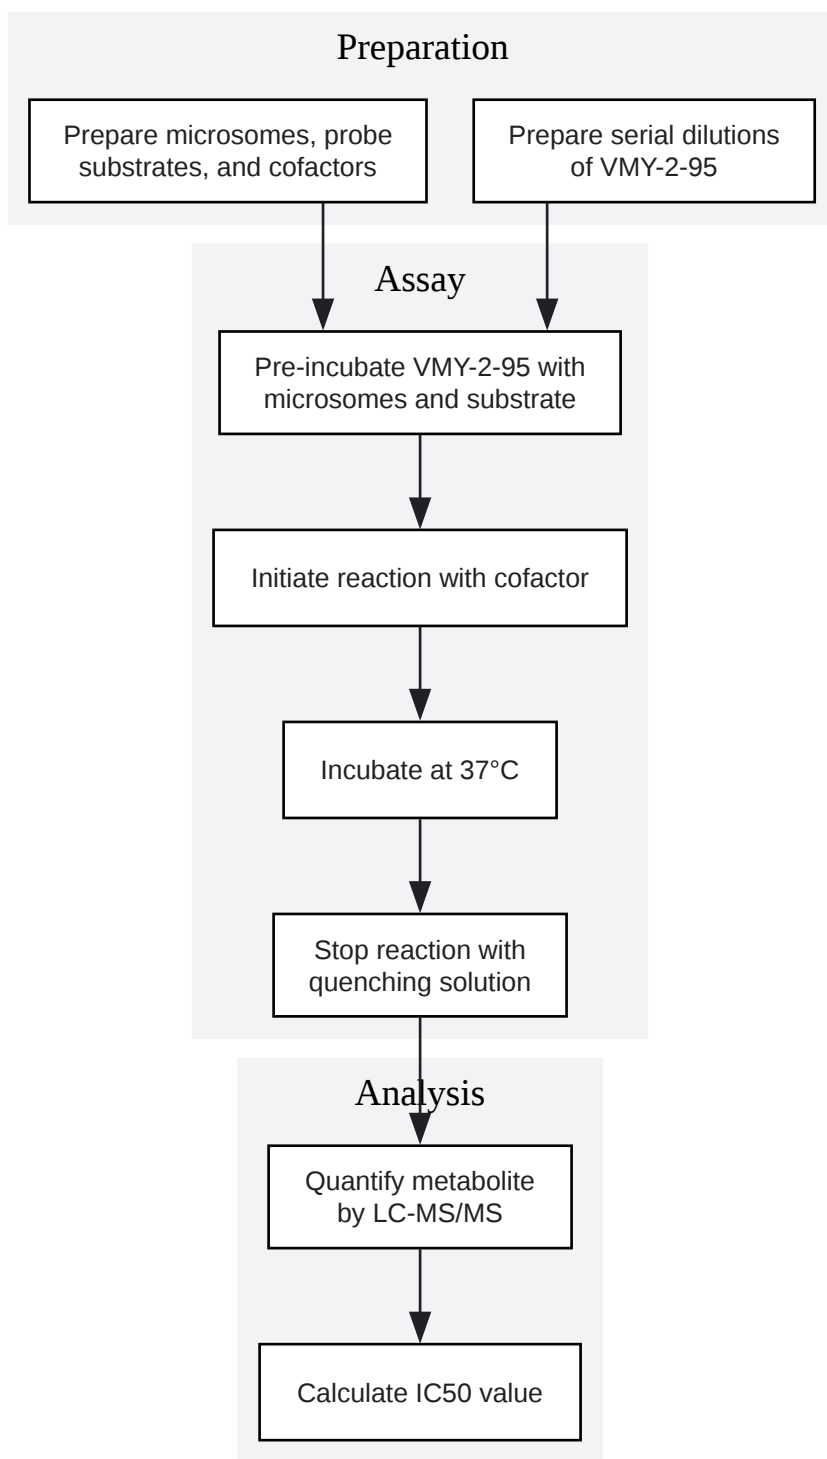 Preparation
Prepare microsomes, probe
substrates, and cofactors
Prepare serial dilutions
of VMY-2-95
Assay
Pre-incubate VMY-2-95 with
microsomes and substrate
Initiate reaction with cofactor
Incubate at 37°C
Stop reaction with
quenching solution
Analysis
Quantify metabolite
by LC-MS/MS
Calculate IC50 value